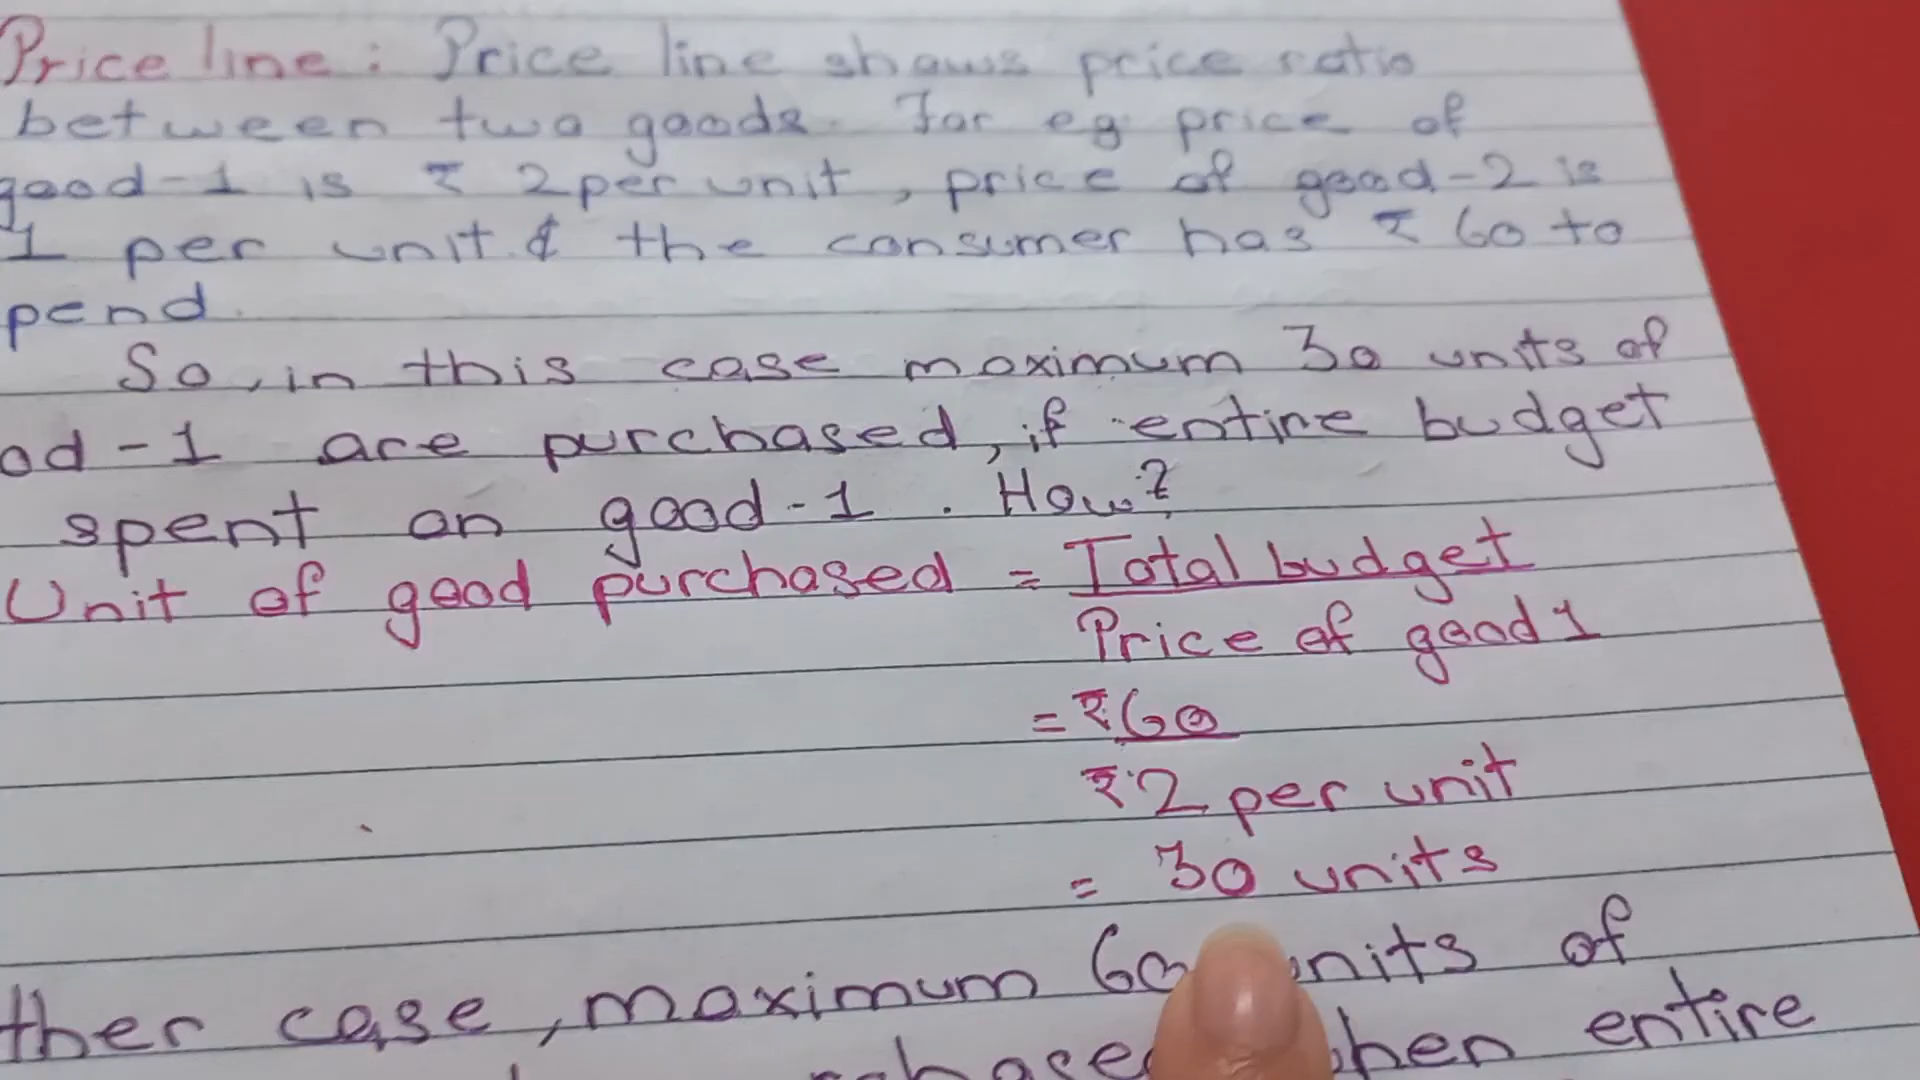 Price line: Price line shows price ratio
between two goods. For eg. price of
good-1 is ₹ 2 per unit, price of good-2 is
1 per unit & the consumer has ₹ 60 to
pend.
So, in this case maximum 30 units of
od-1 are purchased, if entire budget
spent on good-1. How?
Unit of good purchased = Total budget
Price of good 1
= ₹60
₹2 per unit
= 30 units
ther case, maximum 60 units of
entire